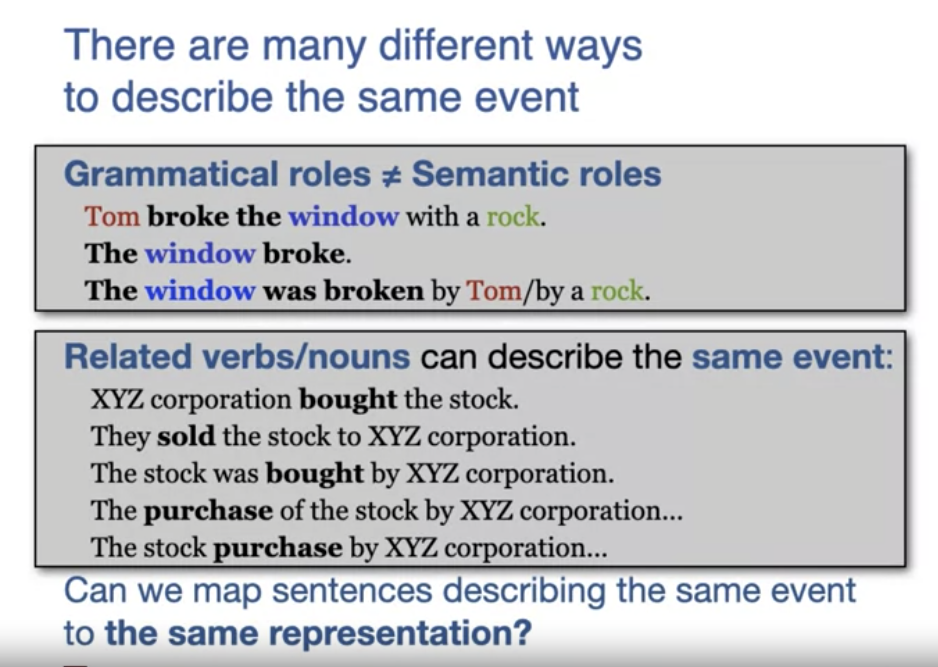 There are many different ways
to describe the same event
Grammatical roles ≠ Semantic roles
Tom broke the window with a rock.
The window broke.
The window was broken by Tom/by a rock.
Related verbs/nouns can describe the same event:
XYZ corporation bought the stock.
They sold the stock to XYZ corporation.
The stock was bought by XYZ corporation.
The purchase of the stock by XYZ corporation...
The stock purchase by XYZ corporation...
Can we map sentences describing the same event
to the same representation?